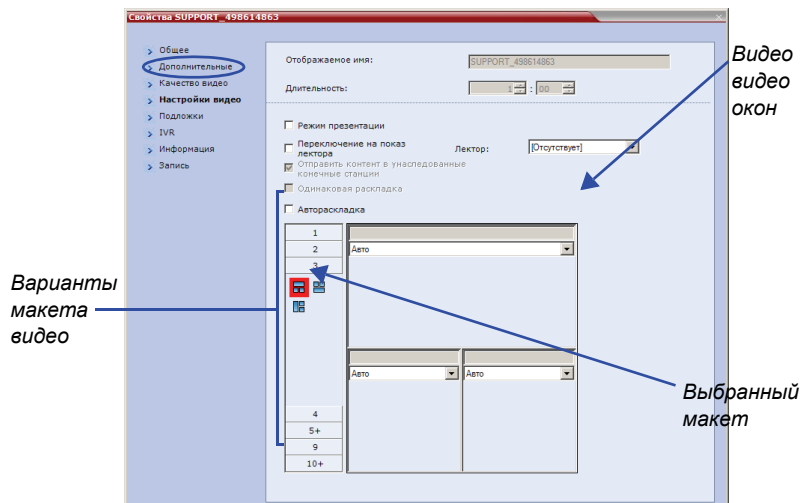 Свойства SUPPORT_498614863
Общее
Дополнительные
Качество видео
Настройки видео
Подложки
IVR
Информация
Запись
Отображаемое имя: SUPPORT_498614863
Длительность: 1 : 00
Режим презентации
Переключение на показ
лектора
Лектор: [Отсутствует]
Отправить контент в унаследованные
конечные станции
Одинаковая раскладка
Автораскладка
1
2
3
Авто
Авто
Авто
4
5+
9
10+
Видео
видео
окон
Варианты
макета
видео
Выбранный
макет